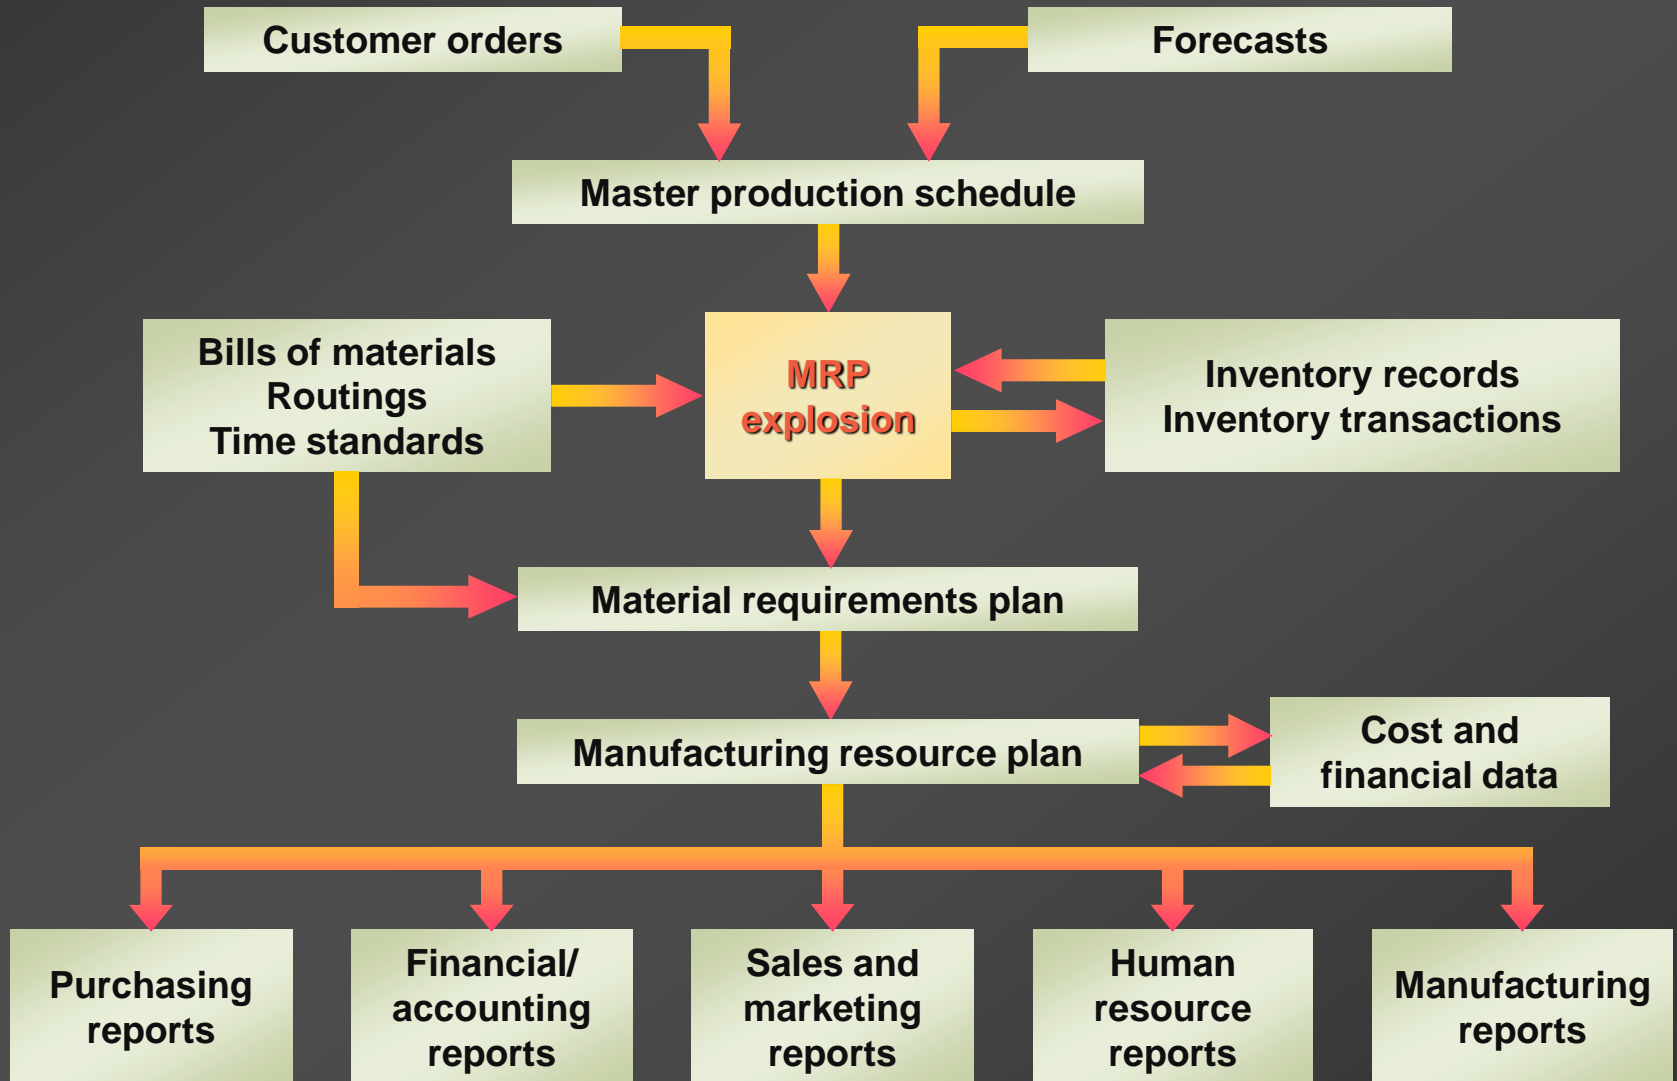 Customer orders
Forecasts
Master production schedule
Bills of materials
Routings
Time standards
MRP
explosion
Inventory records
Inventory transactions
Material requirements plan
Manufacturing resource plan
Cost and
financial data
Purchasing
reports
Financial/
accounting
reports
Sales and
marketing
reports
Human
resource
reports
Manufacturing
reports